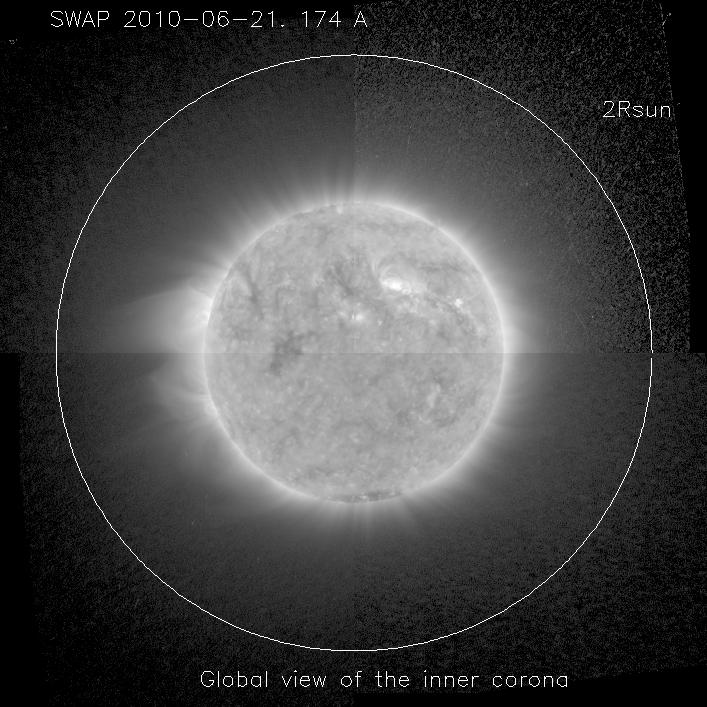 SWAP 2010-06-21. 174 A
2Rsun
Global view of the inner corona